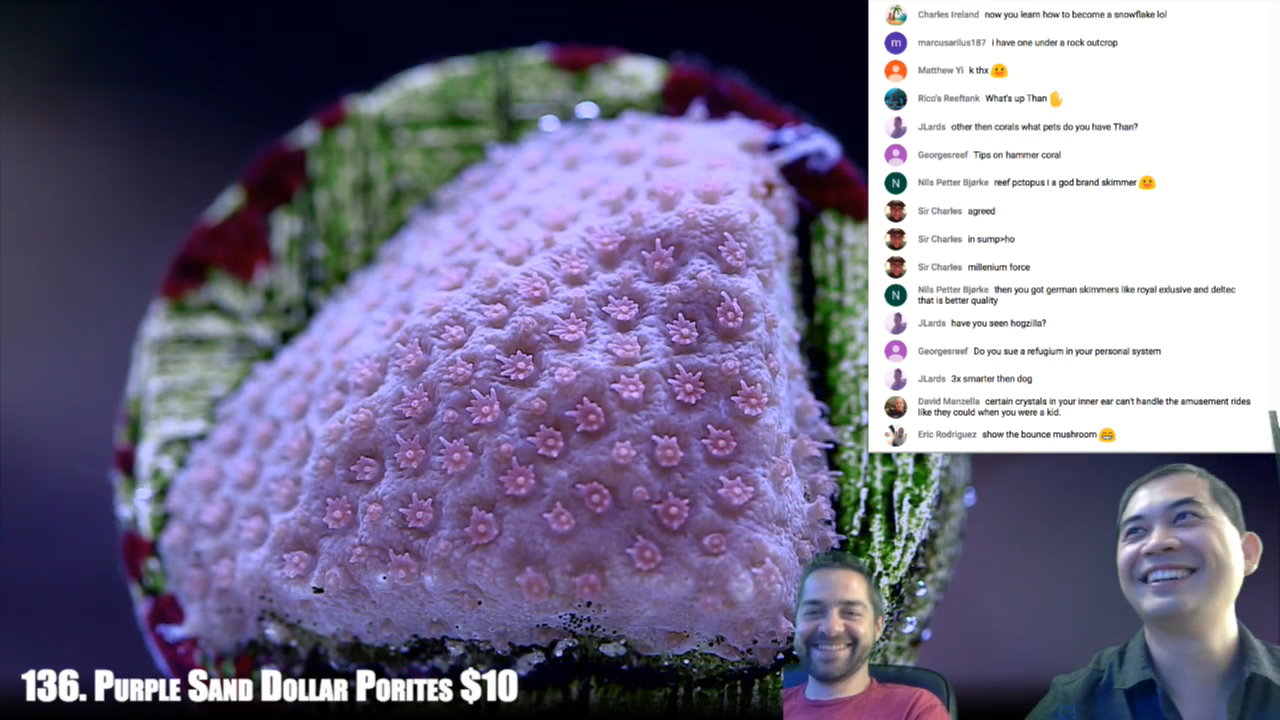 Charles Ireland now you learn how to become a snowflake lol
m marcusarilus187 i have one under a rock outcrop
Matthew Yi k thx
Rico's Reeftank What's up Than
JLards other then corals what pets do you have Than?
Georgesreef Tips on hammer coral
N Nils Petter Bjørke reef pctopus i a god brand skimmer
Sir Charles agreed
Sir Charles in sump>ho
Sir Charles millenium force
N Nils Petter Bjørke then you got german skimmers like royal exlusive and deltec
that is better quality
JLards have you seen hogzilla?
Georgesreef Do you sue a refugium in your personal system
JLards 3x smarter then dog
David Manzella certain crystals in your inner ear can't handle the amusement rides
like they could when you were a kid.
Eric Rodriguez show the bounce mushroom
136. Purple Sand Dollar Porites $10